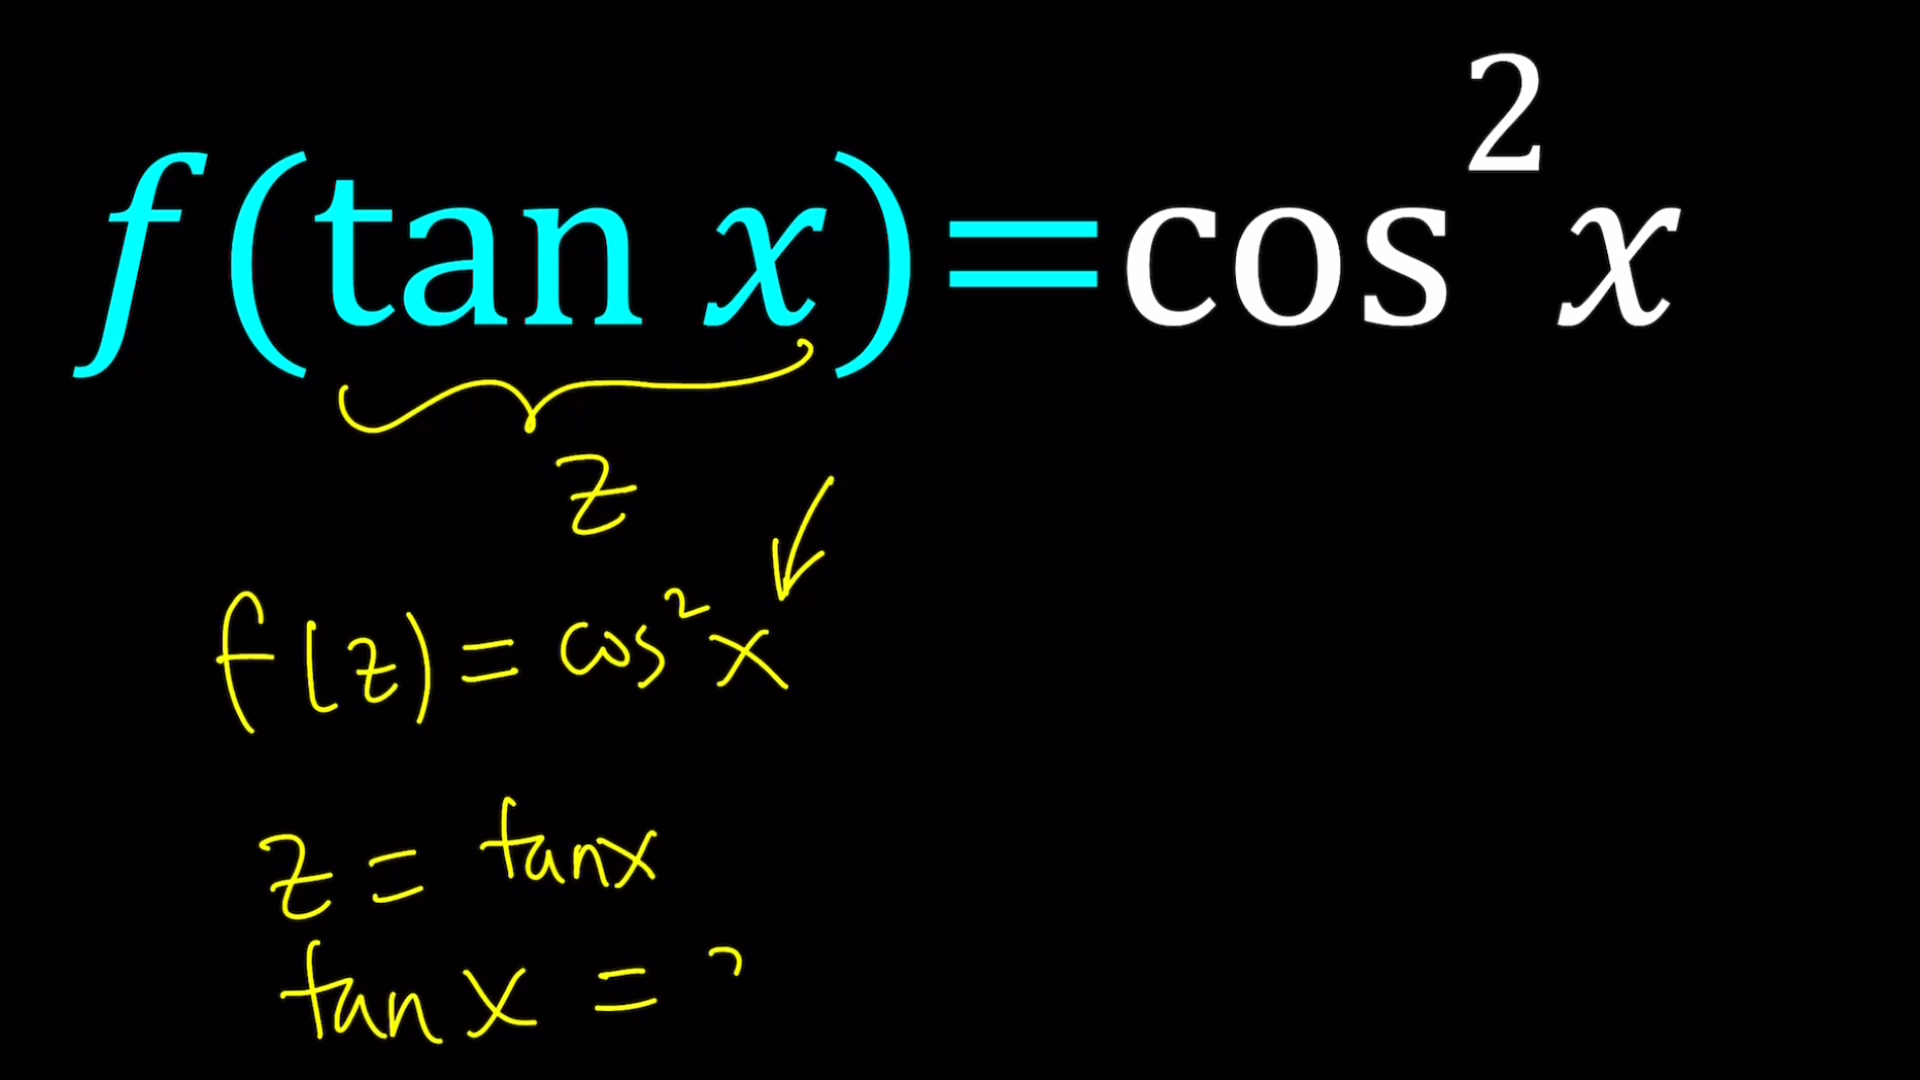 f(tan x)=cos²x
z
f(z) = cos²x
z = tanx
tan x =